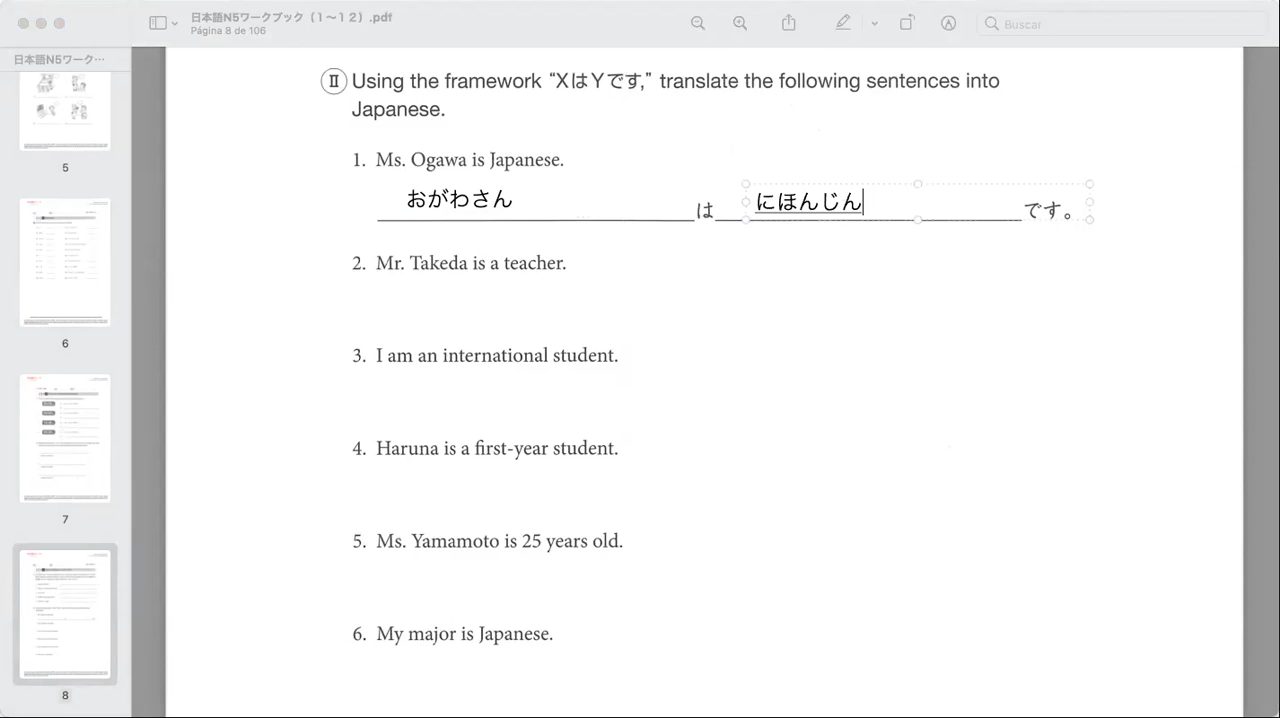 日本語N5ワークブック（１〜１２）.pdf
Página 8 de 106
Buscar
日本語N5ワーク…
5
6
7
8
Ⅱ Using the framework “XはYです,” translate the following sentences into
Japanese.
1. Ms. Ogawa is Japanese.
おがわさん は にほんじん です。
2. Mr. Takeda is a teacher.
3. I am an international student.
4. Haruna is a first-year student.
5. Ms. Yamamoto is 25 years old.
6. My major is Japanese.